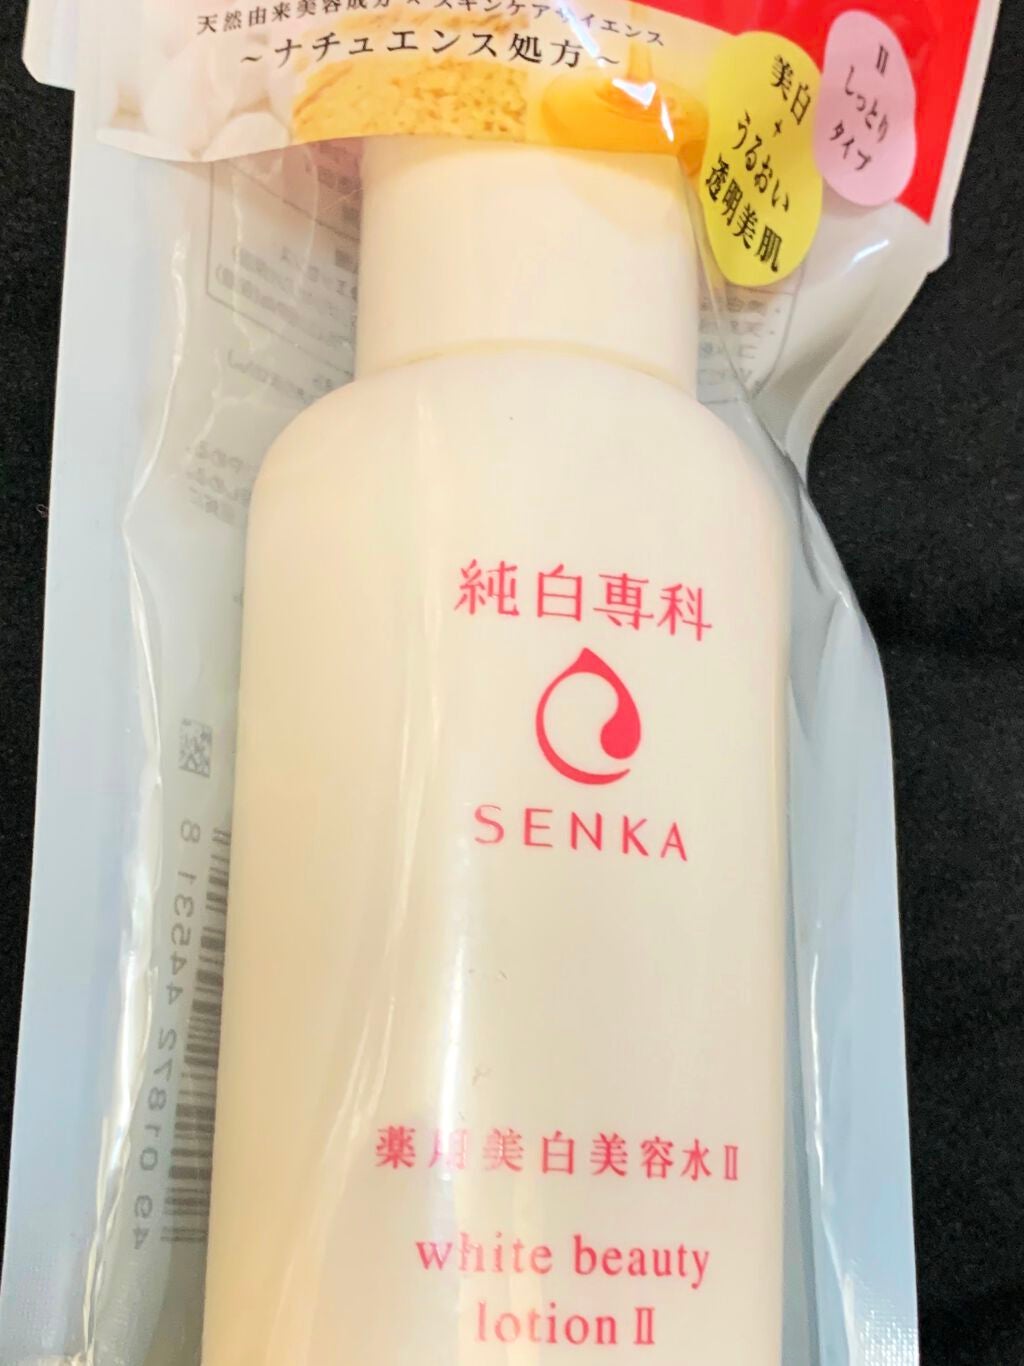 天然由来美容成分 × スキンケアサイエンス
～ナチュエンス処方～
美白
×
うるおい
透明美肌
Ⅱ
しっとり
タイプ
純白専科
SENKA
薬用美白美容水Ⅱ
white beauty
lotion Ⅱ